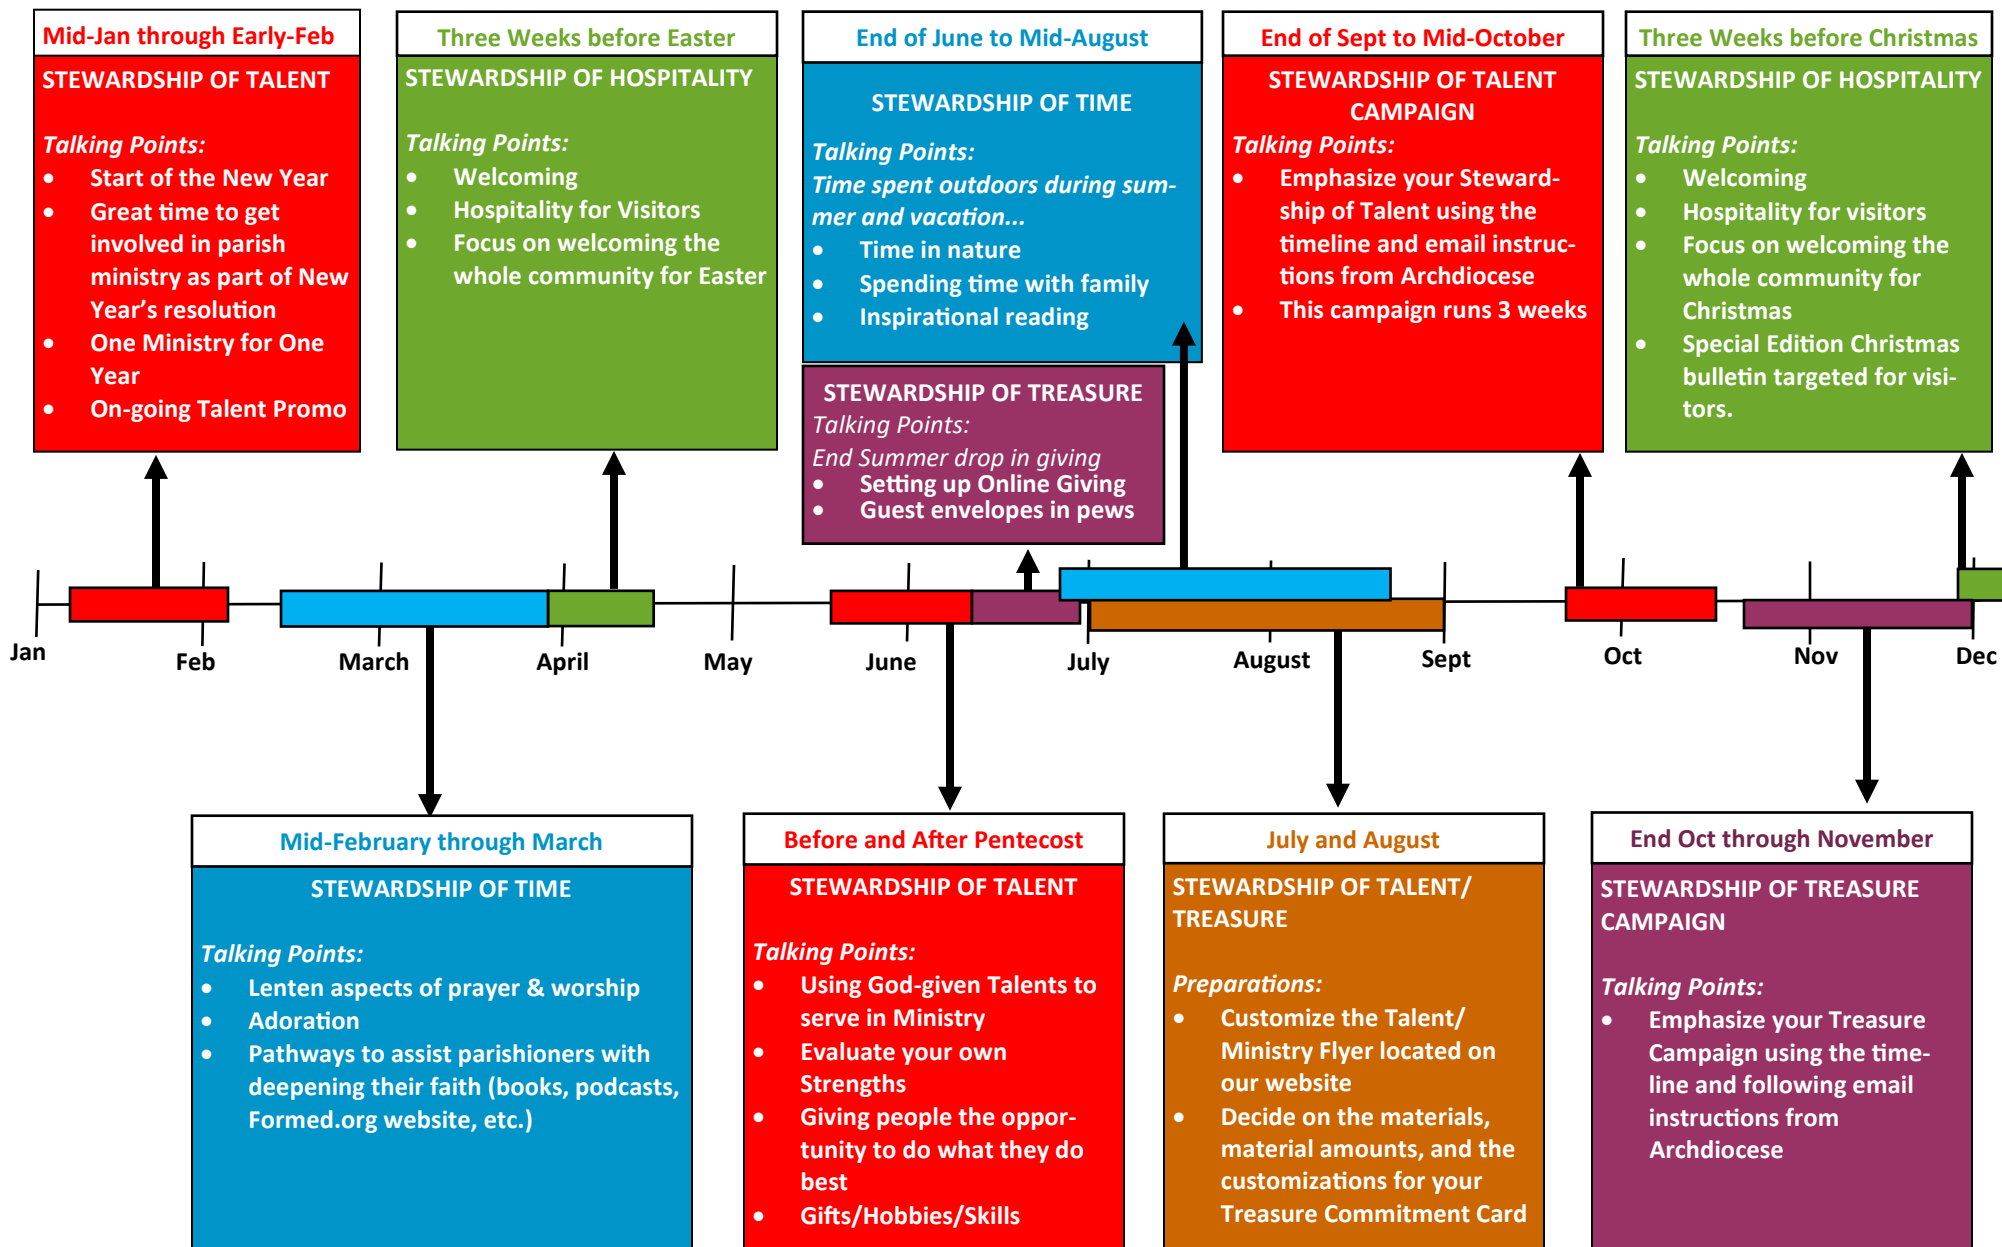 Mid-Jan through Early-Feb
STEWARDSHIP OF TALENT
Talking Points:
• Start of the New Year
• Great time to get
involved in parish
ministry as part of New
Year's resolution
• One Ministry for One
Year
• On-going Talent Promo
Three Weeks before Easter
STEWARDSHIP OF HOSPITALITY
Talking Points:
• Welcoming
• Hospitality for Visitors
• Focus on welcoming the
whole community for Easter
End of June to Mid-August
STEWARDSHIP OF TIME
Talking Points:
Time spent outdoors during sum-
mer and vacation...
• Time in nature
• Spending time with family
• Inspirational reading
STEWARDSHIP OF TREASURE
Talking Points:
End Summer drop in giving
• Setting up Online Giving
• Guest envelopes in pews
End of Sept to Mid-October
STEWARDSHIP OF TALENT
CAMPAIGN
Talking Points:
• Emphasize your Steward-
ship of Talent using the
timeline and email instruc-
tions from Archdiocese
• This campaign runs 3 weeks
Three Weeks before Christmas
STEWARDSHIP OF HOSPITALITY
Talking Points:
• Welcoming
• Hospitality for visitors
• Focus on welcoming the
whole community for
Christmas
• Special Edition Christmas
bulletin targeted for visi-
tors.
Jan
Feb
March
April
May
June
July
August
Sept
Oct
Nov
Dec
Mid-February through March
STEWARDSHIP OF TIME
Talking Points:
• Lenten aspects of prayer & worship
• Adoration
• Pathways to assist parishioners with
deepening their faith (books, podcasts,
Formed.org website, etc.)
Before and After Pentecost
STEWARDSHIP OF TALENT
Talking Points:
• Using God-given Talents to
serve in Ministry
• Evaluate your own
Strengths
• Giving people the oppor-
tunity to do what they do
best
• Gifts/Hobbies/Skills
July and August
STEWARDSHIP OF TALENT/
TREASURE
Preparations:
• Customize the Talent/
Ministry Flyer located on
our website
• Decide on the materials,
material amounts, and the
customizations for your
Treasure Commitment Card
End Oct through November
STEWARDSHIP OF TREASURE
CAMPAIGN
Talking Points:
• Emphasize your Treasure
Campaign using the time-
line and following email
instructions from
Archdiocese